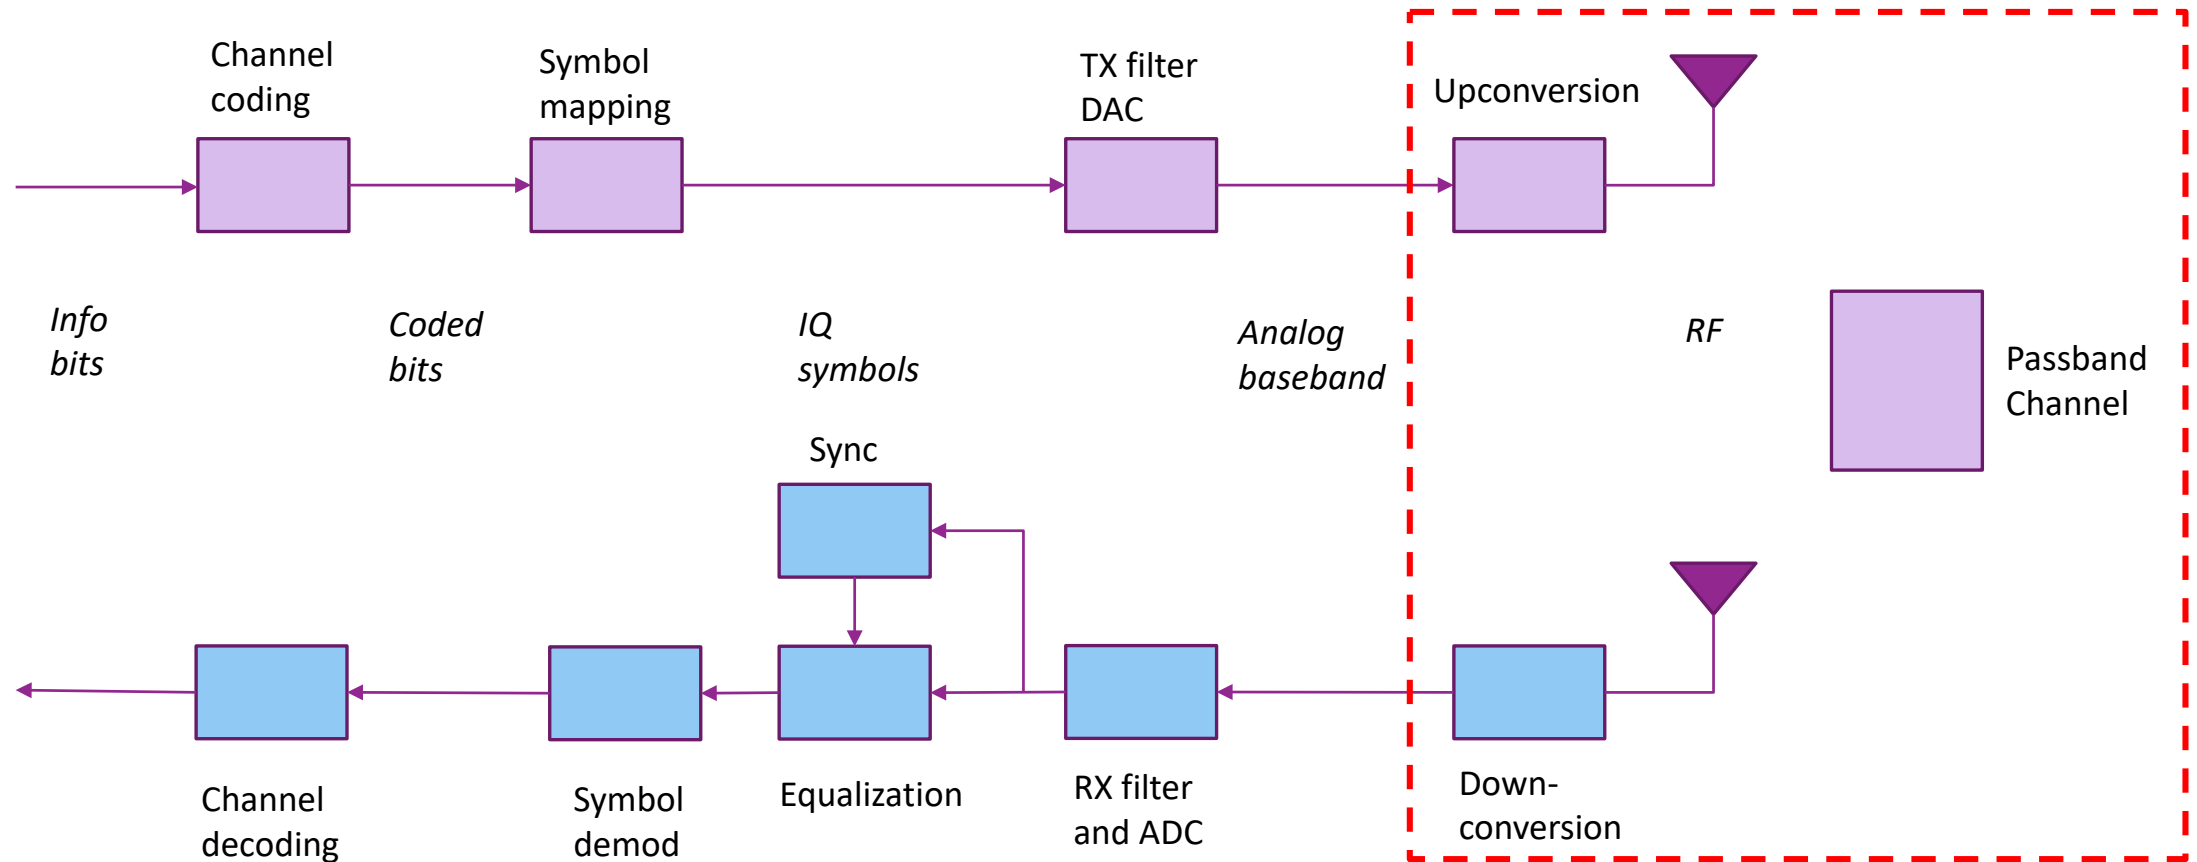 Channel
coding
Symbol
mapping
TX filter
DAC
Upconversion
Info
bits
Coded
bits
IQ
symbols
Analog
baseband
RF
Passband
Channel
Sync
Channel
decoding
Symbol
demod
Equalization
RX filter
and ADC
Down-
conversion